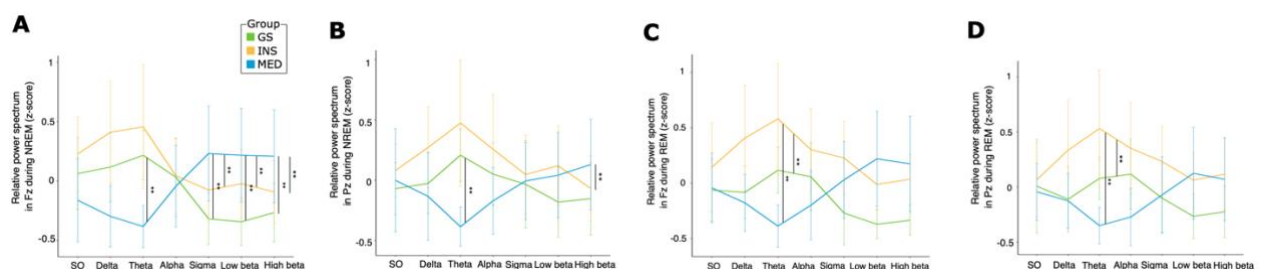 A
Group
GS
INS
MED
Relative power spectrum
in Fz during NREM (z-score)
1
0.5
0
-0.5
SO Delta Theta Alpha Sigma Low beta High beta
**
**
**
**
**
**
**
B
Relative power spectrum
in Pz during NREM (z-score)
1
0.5
0
-0.5
SO Delta Theta Alpha Sigma Low beta High beta
**
**
C
Relative power spectrum
in Fz during REM (z-score)
1
0.5
0
-0.5
SO Delta Theta Alpha Sigma Low beta High beta
**
**
D
Relative power spectrum
in Pz during REM (z-score)
1
0.5
0
-0.5
SO Delta Theta Alpha Sigma Low beta High beta
**
**